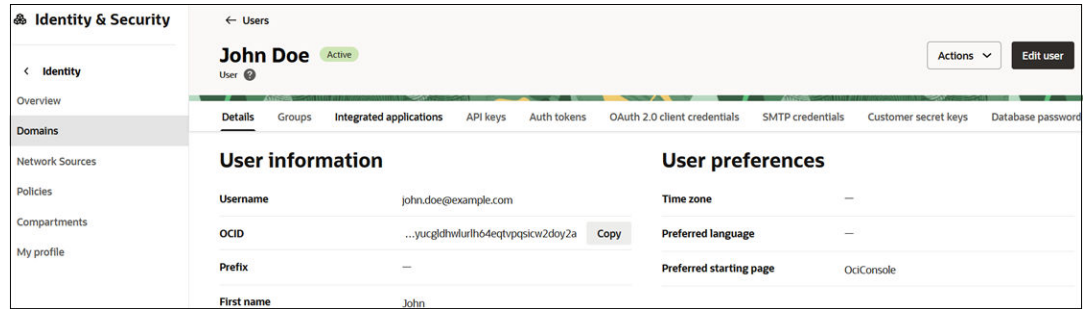 Identity & Security
Identity
Overview
Domains
Network Sources
Policies
Compartments
My profile
← Users
John Doe Active
User ?
Actions Edit user
Details Groups Integrated applications API keys Auth tokens OAuth 2.0 client credentials SMTP credentials Customer secret keys Database password
User information
Username john.doe@example.com
OCID ...yucgldhwlurlh64eqtvpqsicw2doy2a Copy
Prefix —
First name John
User preferences
Time zone —
Preferred language —
Preferred starting page OciConsole